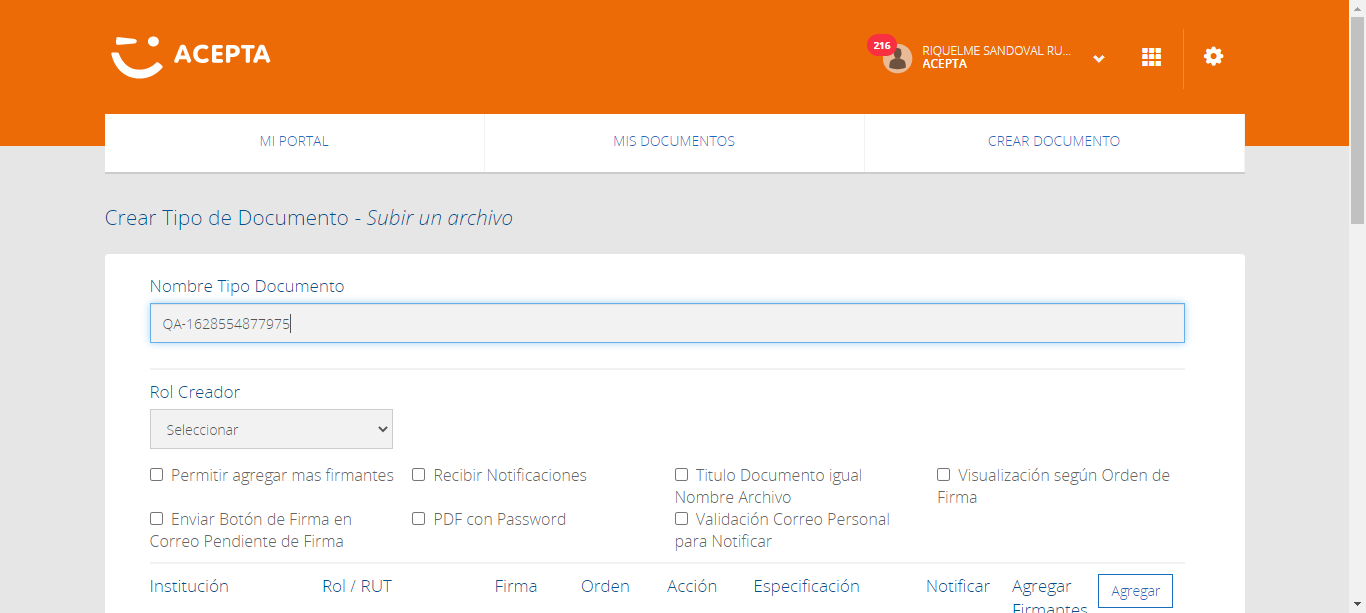 ACEPTA
216
RIQUELME SANDOVAL RU...
ACEPTA
MI PORTAL
MIS DOCUMENTOS
CREAR DOCUMENTO
Crear Tipo de Documento - Subir un archivo
Nombre Tipo Documento
QA-1628554877975
Rol Creador
Seleccionar
Permitir agregar mas firmantes
Recibir Notificaciones
Titulo Documento igual
Nombre Archivo
Visualización según Orden de
Firma
Enviar Botón de Firma en
Correo Pendiente de Firma
PDF con Password
Validación Correo Personal
para Notificar
Institución
Rol / RUT
Firma
Orden
Acción
Especificación
Notificar
Agregar
Firmantes
Agregar